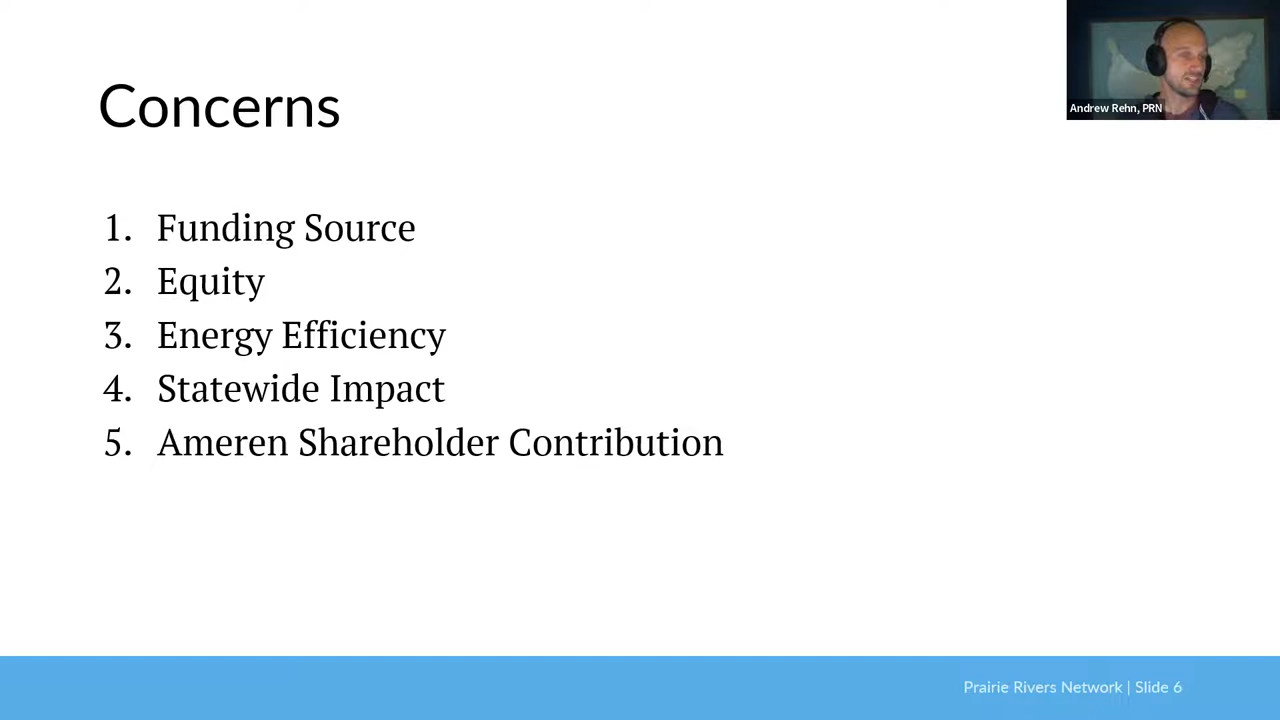 Concerns
1. Funding Source
2. Equity
3. Energy Efficiency
4. Statewide Impact
5. Ameren Shareholder Contribution
Andrew Rehn, PRN
Prairie Rivers Network | Slide 6